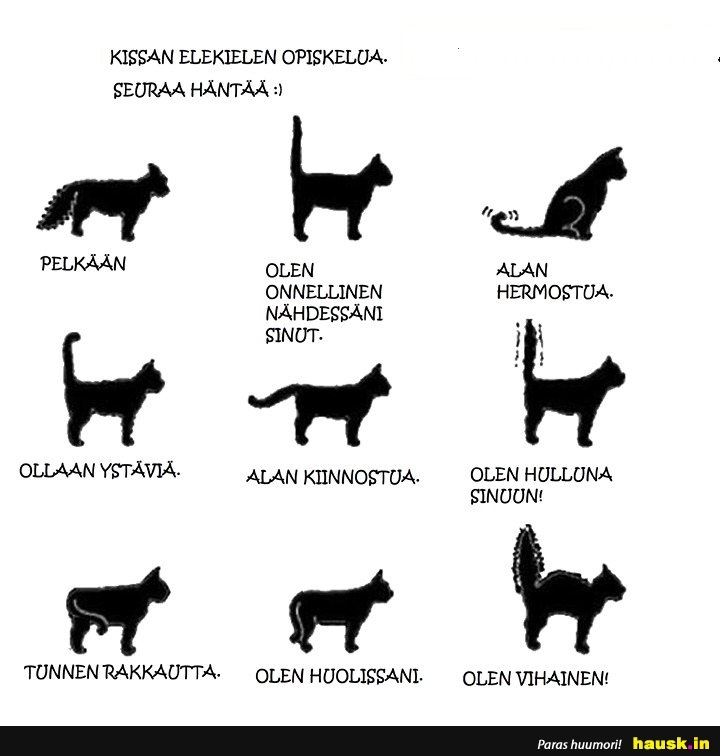 KISSAN ELEKIELEN OPISKELUA.
SEURAA HÄNTÄÄ :)
PELKÄÄN
OLEN
ONNELLINEN
NÄHDESSÄNI
SINUT.
ALAN
HERMOSTUA.
OLLAAN YSTÄVIÄ.
ALAN KIINNOSTUA.
OLEN HULLUNA
SINUUN!
TUNNEN RAKKAUTTA.
OLEN HUOLISSANI.
OLEN VIHAINEN!
Paras huumori! hausk.in